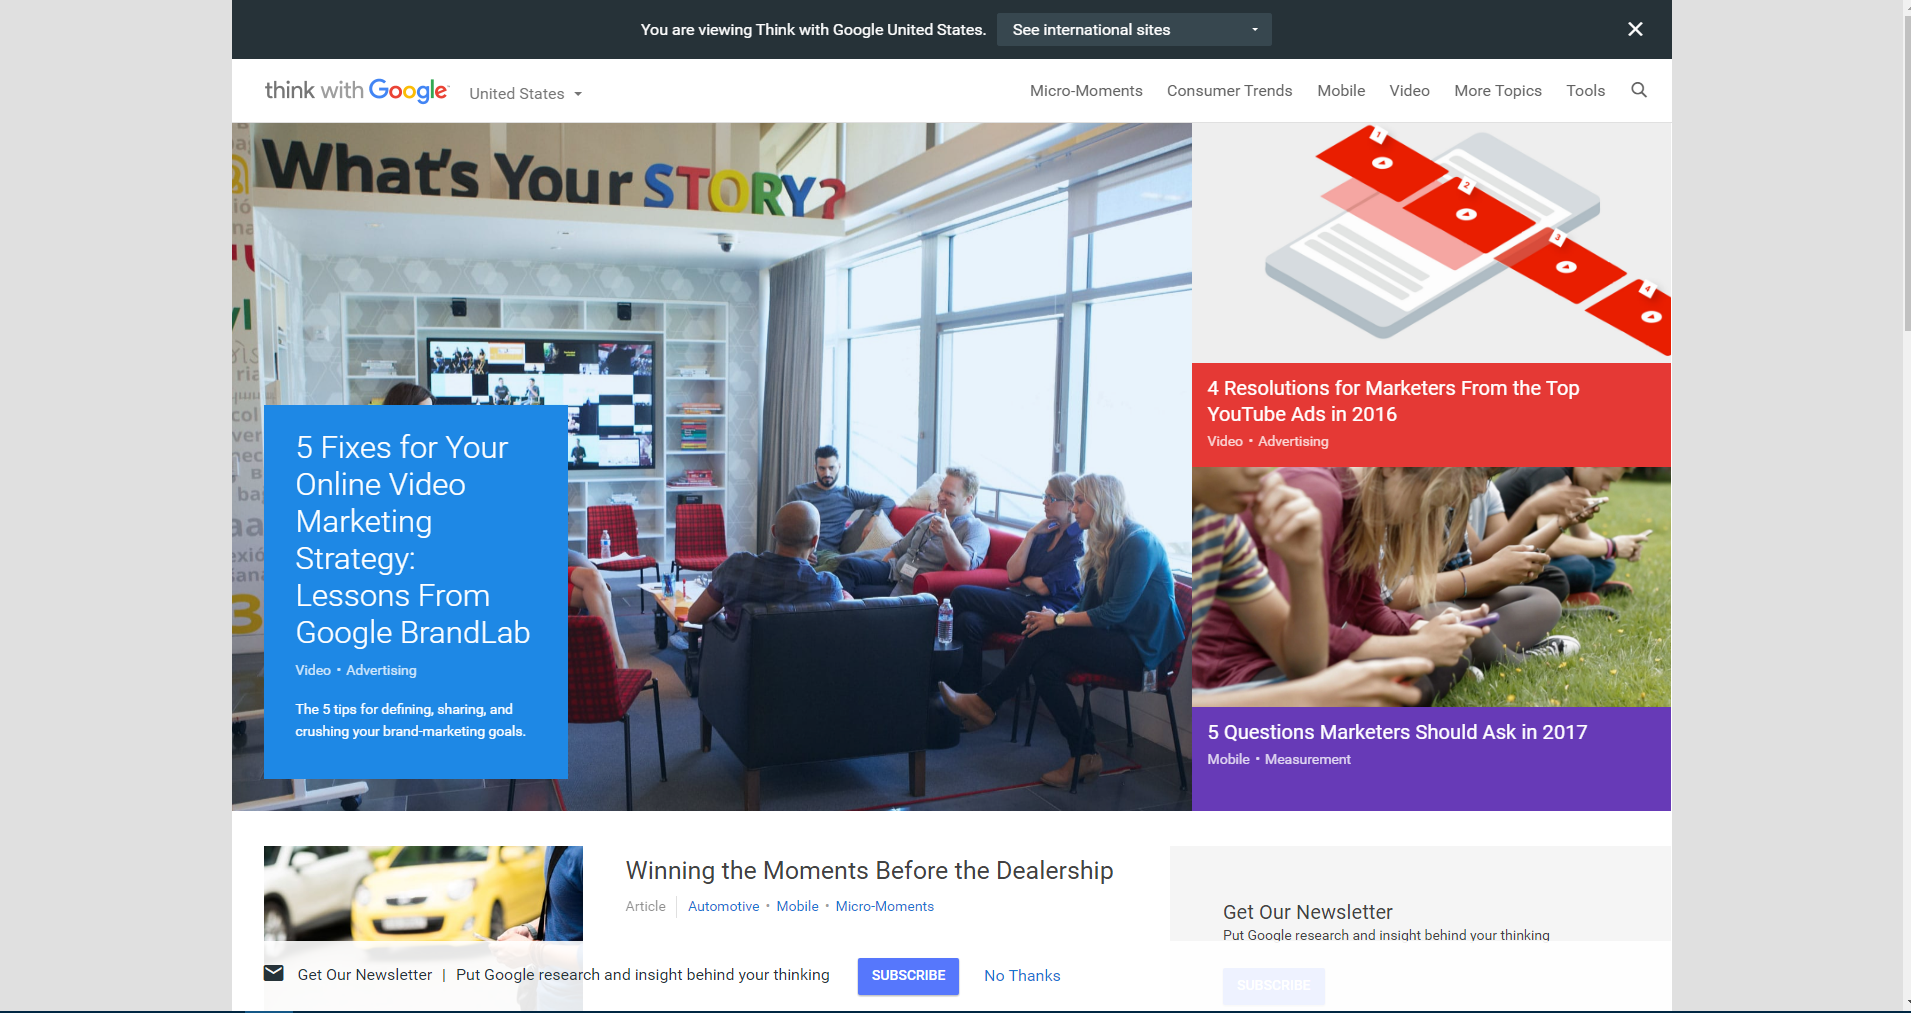 You are viewing Think with Google United States.
See international sites
think with Google
United States
Micro-Moments
Consumer Trends
Mobile
Video
More Topics
Tools
What's Your STORY?
1
2
3
4
5 Fixes for Your
Online Video
Marketing
Strategy:
Lessons From
Google BrandLab
Video • Advertising
The 5 tips for defining, sharing, and
crushing your brand-marketing goals.
4 Resolutions for Marketers From the Top
YouTube Ads in 2016
Video • Advertising
5 Questions Marketers Should Ask in 2017
Mobile • Measurement
Winning the Moments Before the Dealership
Article
Automotive • Mobile • Micro-Moments
Get Our Newsletter
Put Google research and insight behind your thinking
SUBSCRIBE
Get Our Newsletter | Put Google research and insight behind your thinking
SUBSCRIBE
No Thanks